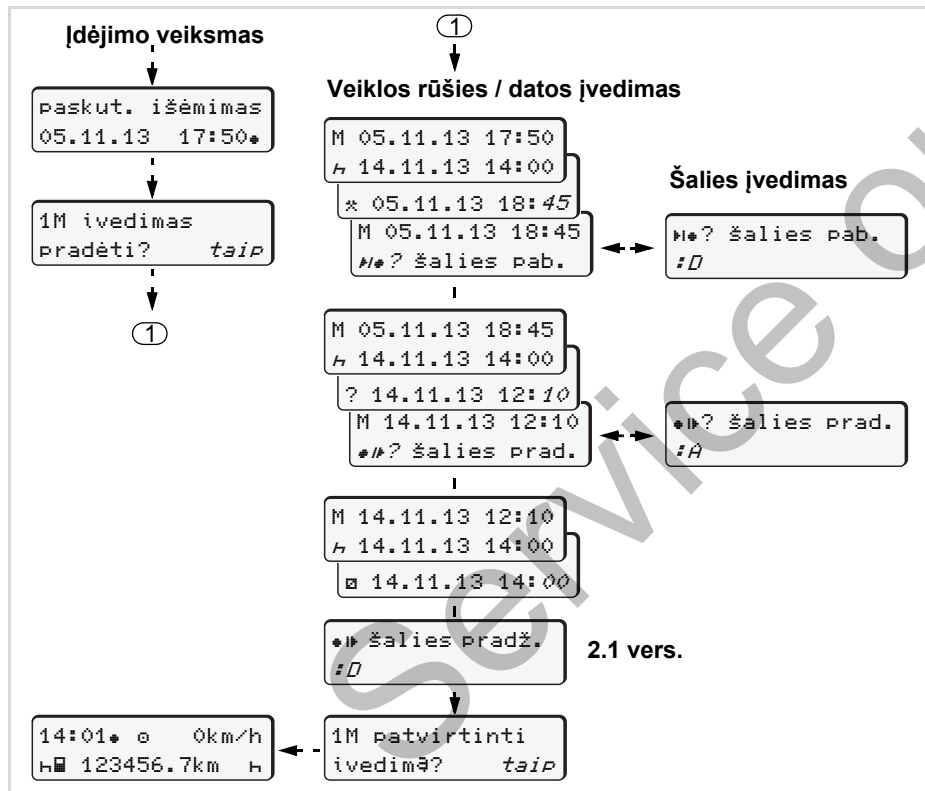 Įdėjimo veiksmas
paskut. išėmimas
05.11.13 17:50
1M ivedimas
pradėti? taip
1
1
Veiklos rūšies / datos įvedimas
M 05.11.13 17:50
14.11.13 14:00
05.11.13 18:45
M 05.11.13 18:45
? šalies pab.
Šalies įvedimas
? šalies pab.
:D
M 05.11.13 18:45
14.11.13 14:00
? 14.11.13 12:10
M 14.11.13 12:10
? šalies prad.
? šalies prad.
:A
M 14.11.13 12:10
14.11.13 14:00
14.11.13 14:00
šalies pradž.
:D
2.1 vers.
1M patvirtinti
ivedimą? taip
14:01 0km/h
123456.7km
Service o